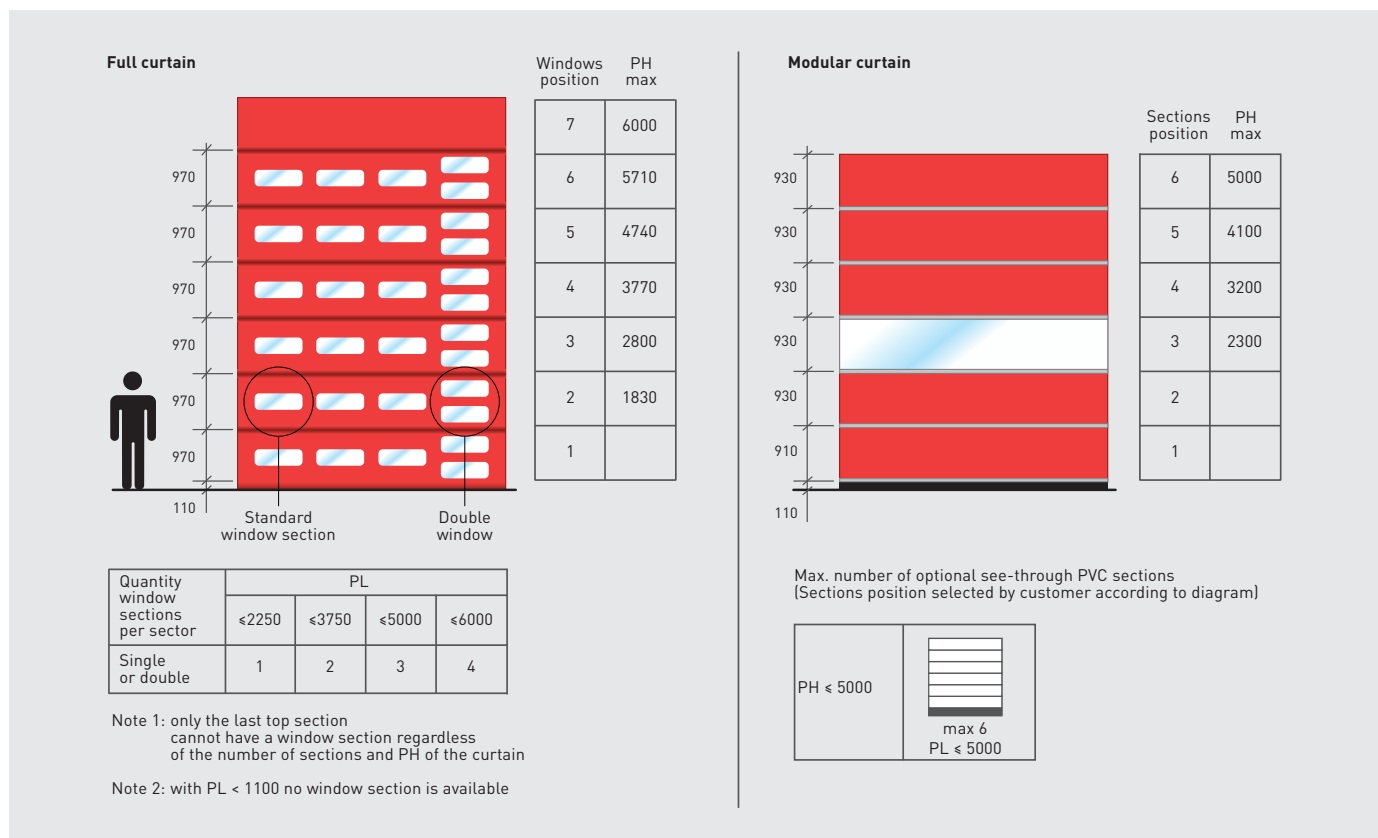 Full curtain
Windows position
PH max
7 6000
6 5710
5 4740
4 3770
3 2800
2 1830
1
970
970
970
970
970
970
110
Standard
window section
Double
window
Quantity
window
sections
per sector
PL
≤2250 ≤3750 ≤5000 ≤6000
Single
or double
1 2 3 4
Note 1: only the last top section
cannot have a window section regardless
of the number of sections and PH of the curtain
Note 2: with PL < 1100 no window section is available
Modular curtain
Sections position
PH max
6 5000
5 4100
4 3200
3 2300
2
1
930
930
930
930
930
910
110
Max. number of optional see-through PVC sections
(Sections position selected by customer according to diagram)
PH ≤ 5000
max 6
PL ≤ 5000